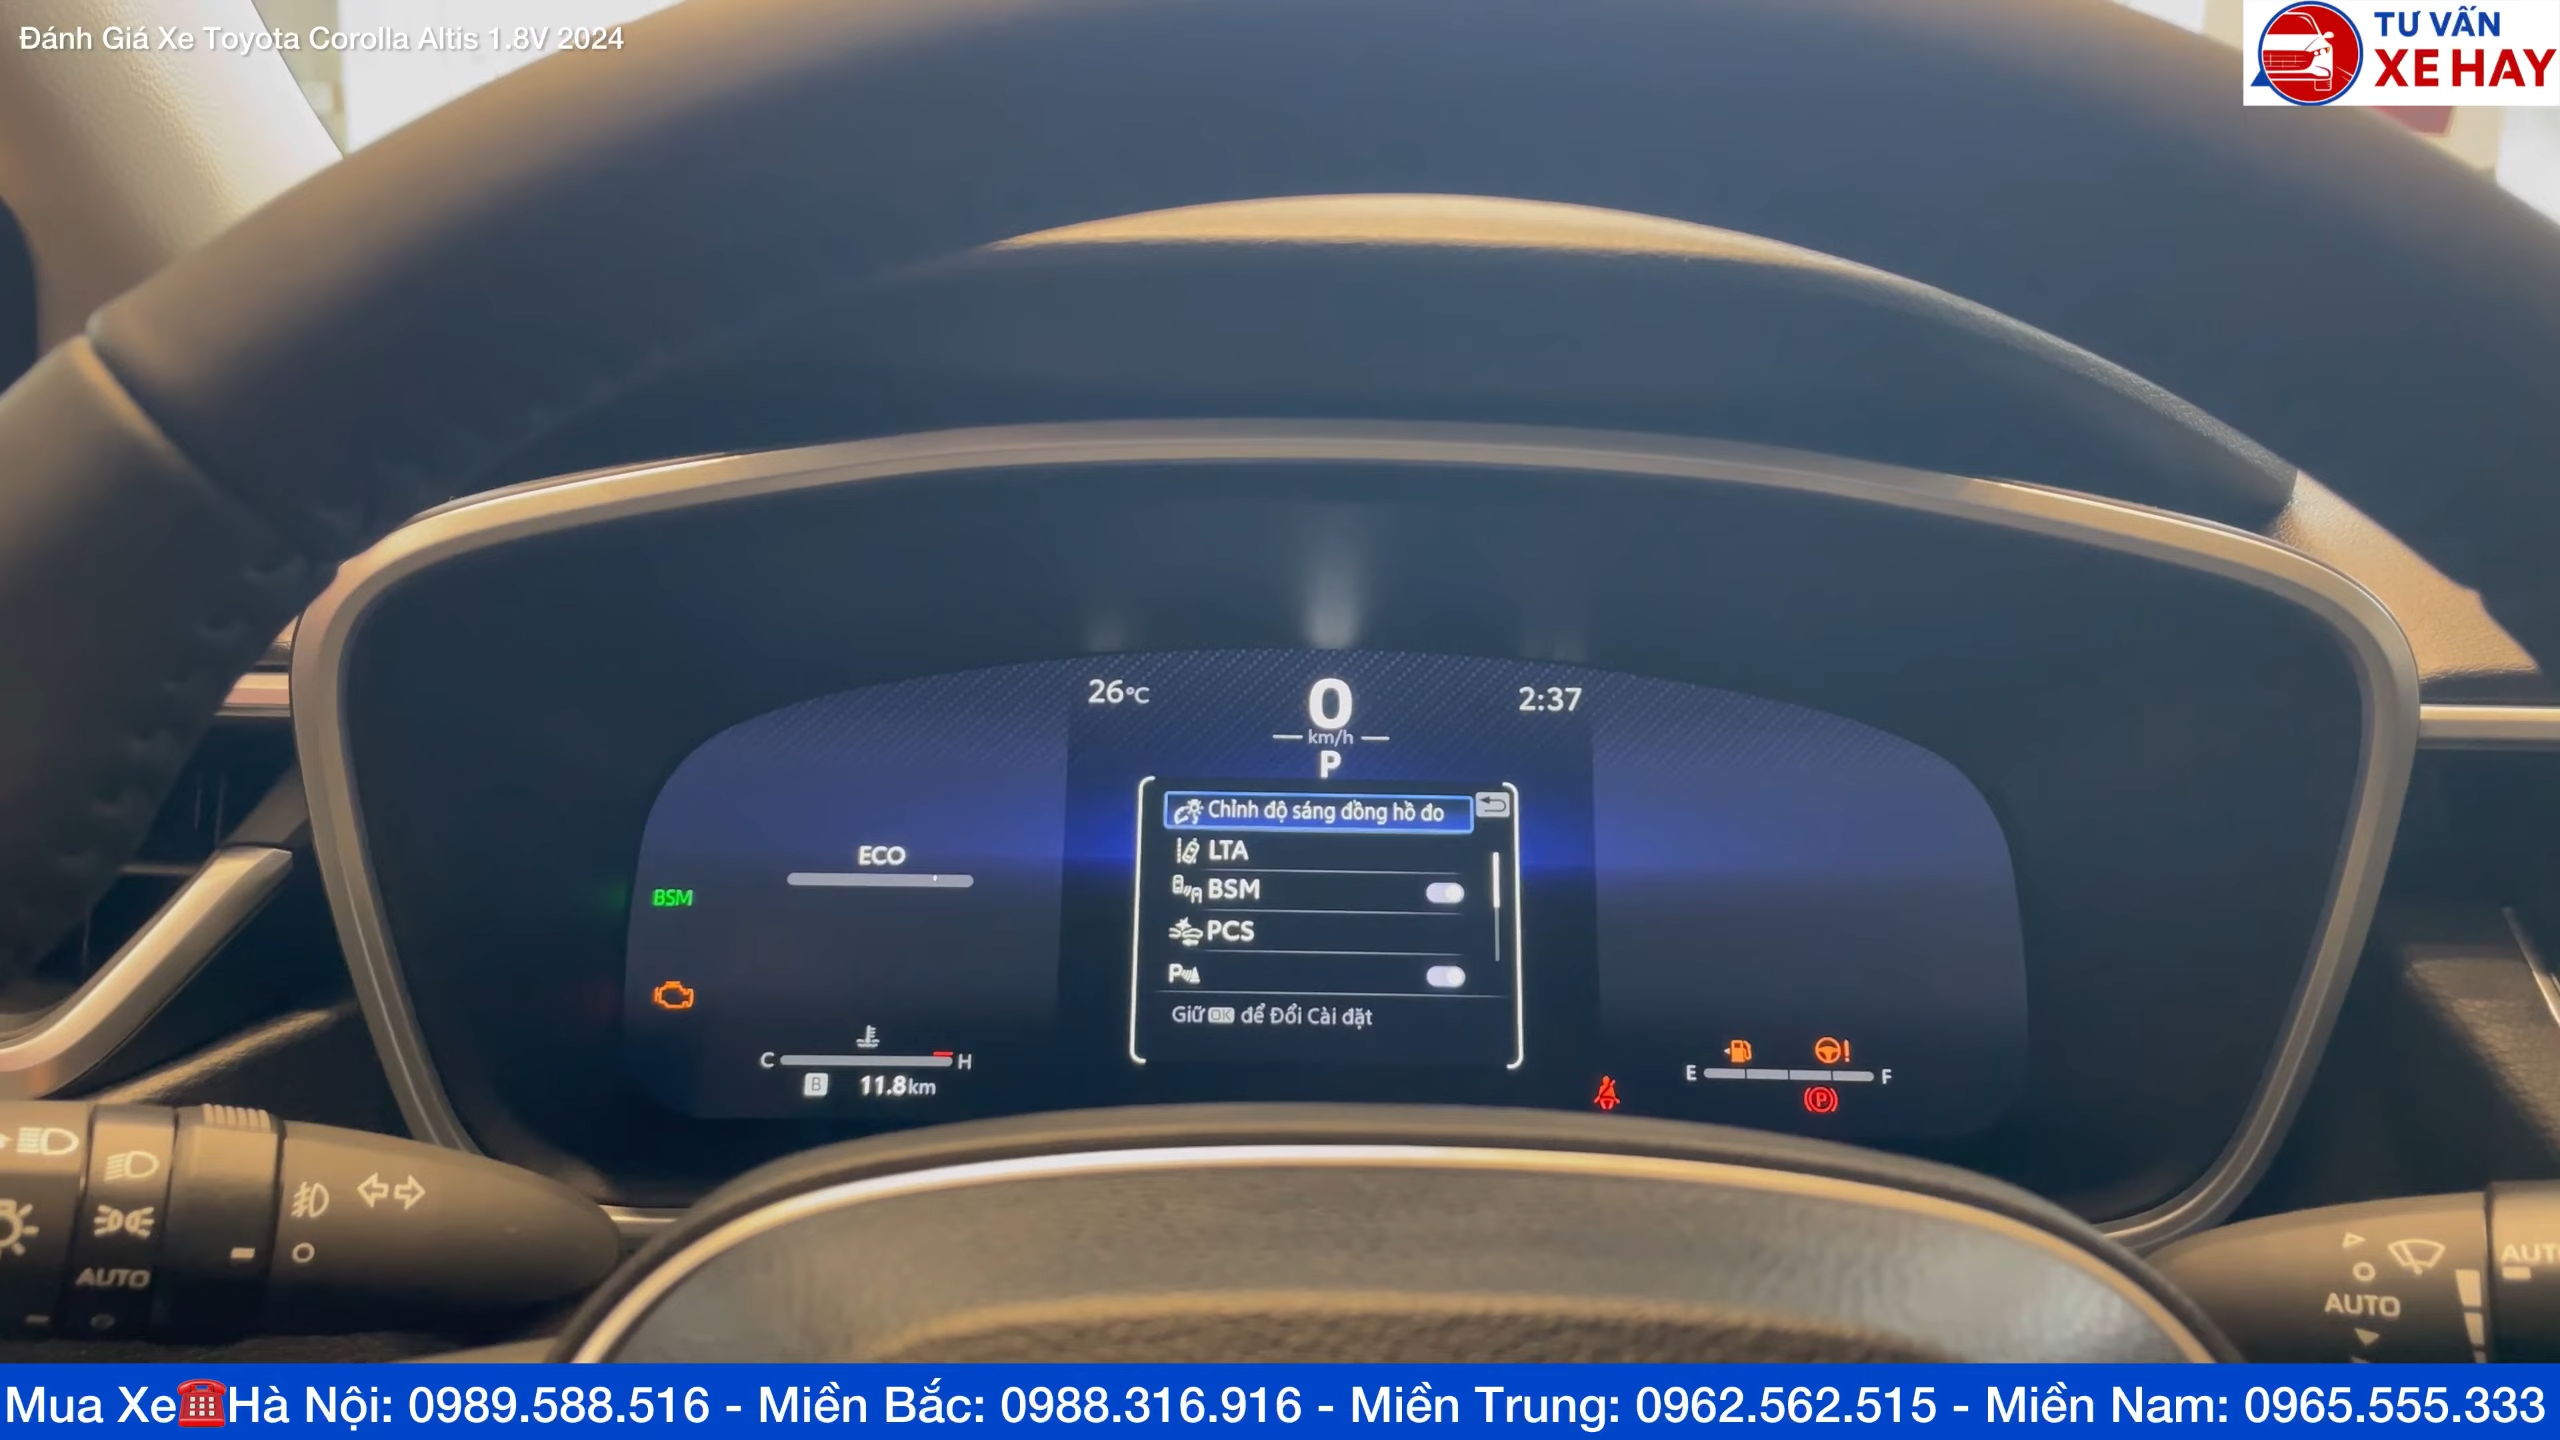 Đánh Giá Xe Toyota Corolla Altis 1.8V 2024
TƯ VẤN
XE HAY
26°C
0
2:37
km/h
P
Chỉnh độ sáng đồng hồ đo
LTA
BSM
PCS
P
Giữ OK để Đổi Cài đặt
ECO
BSM
C
H
B 11.8km
E
F
P
AUTO
AUTO
AUT
Mua Xe☎Hà Nội: 0989.588.516 - Miền Bắc: 0988.316.916 - Miền Trung: 0962.562.515 - Miền Nam: 0965.555.333